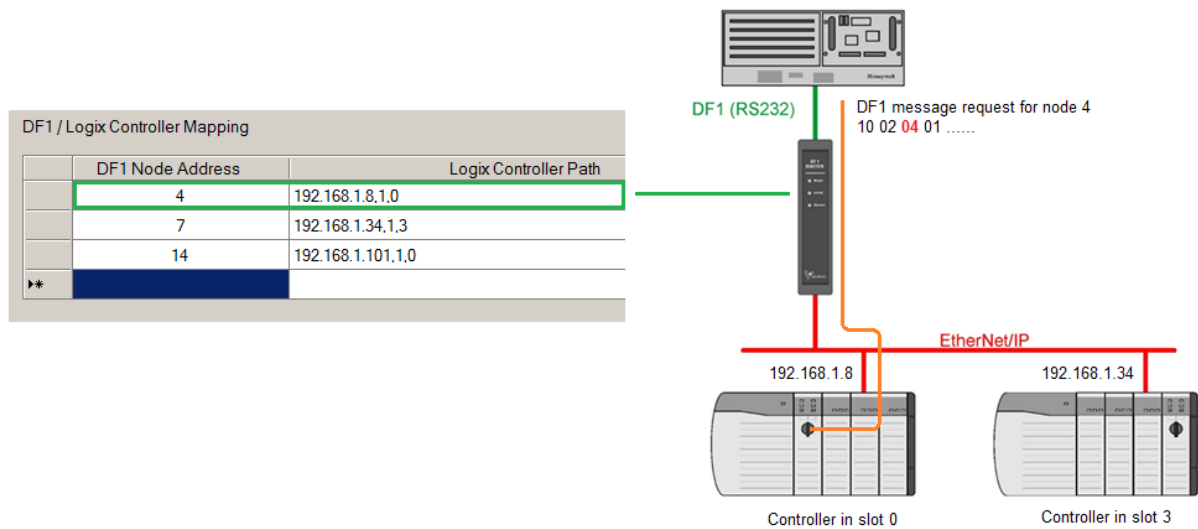 Honeywell
DF1 (RS232)
DF1 message request for node 4
10 02 04 01 ......
DF1 / Logix Controller Mapping
DF1 Node Address Logix Controller Path
4 192.168.1.8,1,0
7 192.168.1.34,1,3
14 192.168.1.101,1,0
DF1
ROUTER
EtherNet/IP
192.168.1.8 192.168.1.34
Controller in slot 0 Controller in slot 3